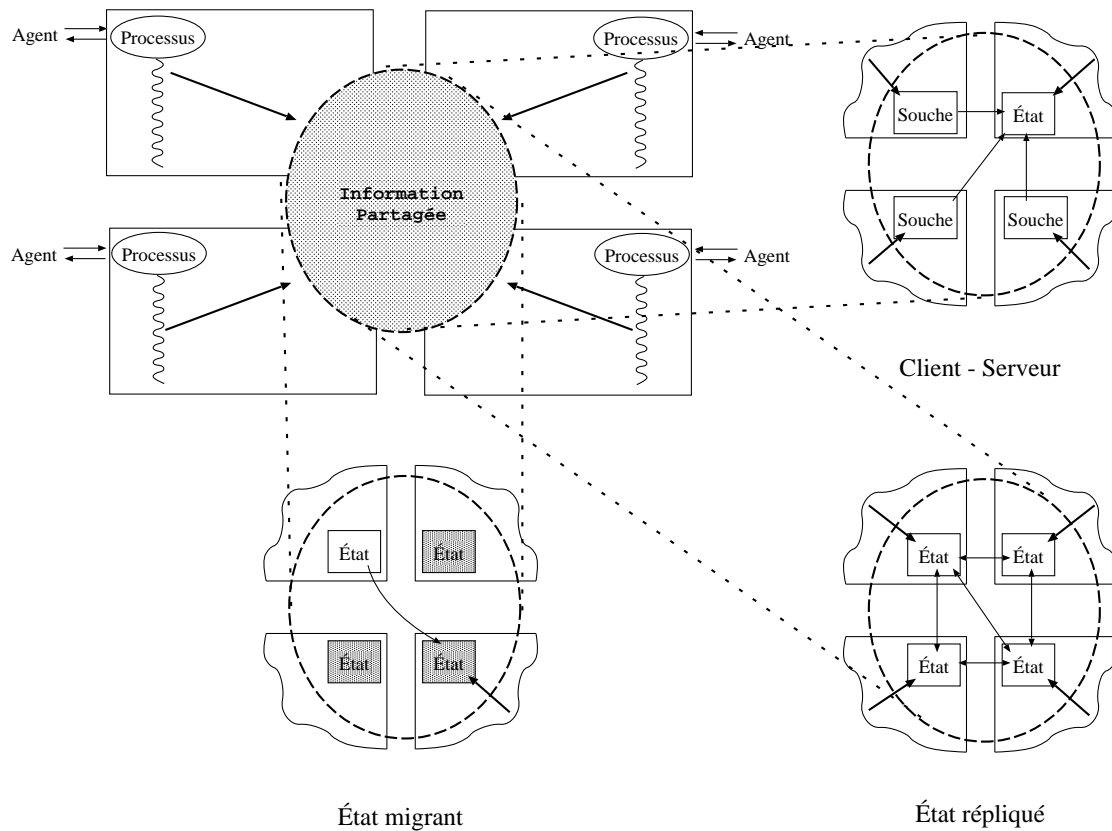 Agent
Processus
Processus
Agent
Information
Partagée
Agent
Processus
Processus
Agent
Souche
État
Souche
Souche
Client - Serveur
État
État
État
État
État migrant
État
État
État
État
État répliqué